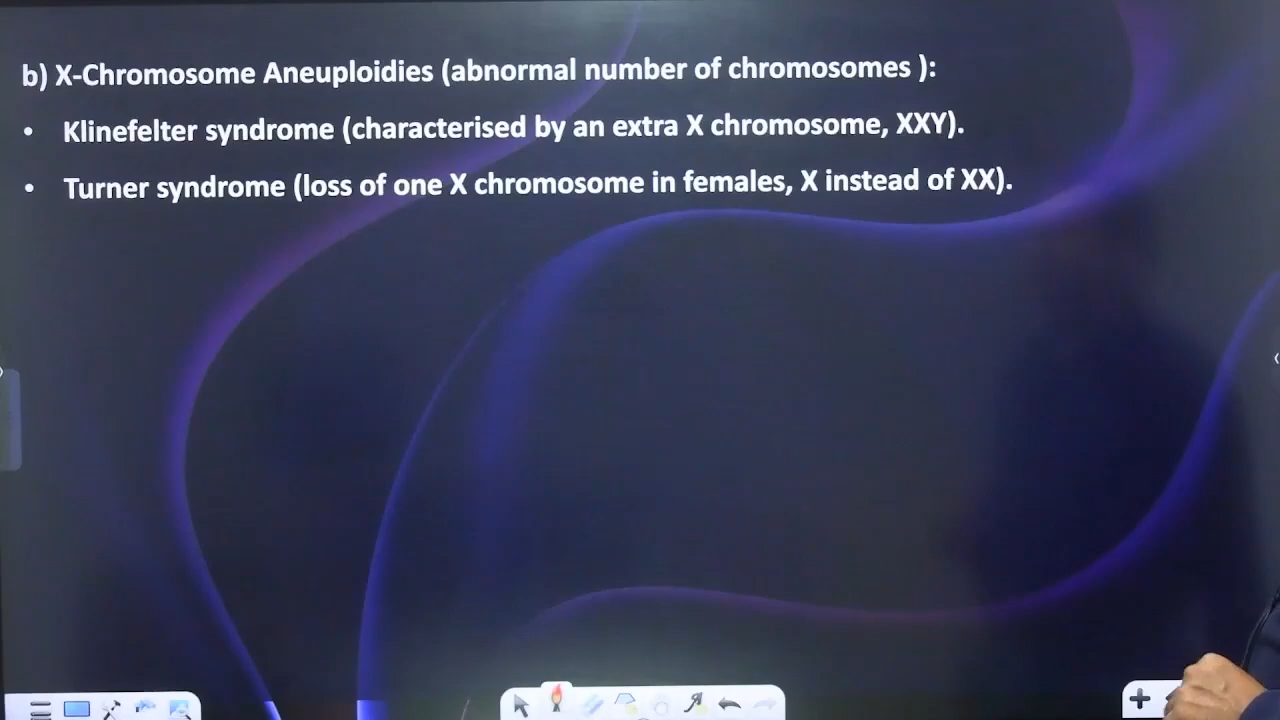 b) X-Chromosome Aneuploidies (abnormal number of chromosomes ):
• Klinefelter syndrome (characterised by an extra X chromosome, XXY).
• Turner syndrome (loss of one X chromosome in females, X instead of XX).